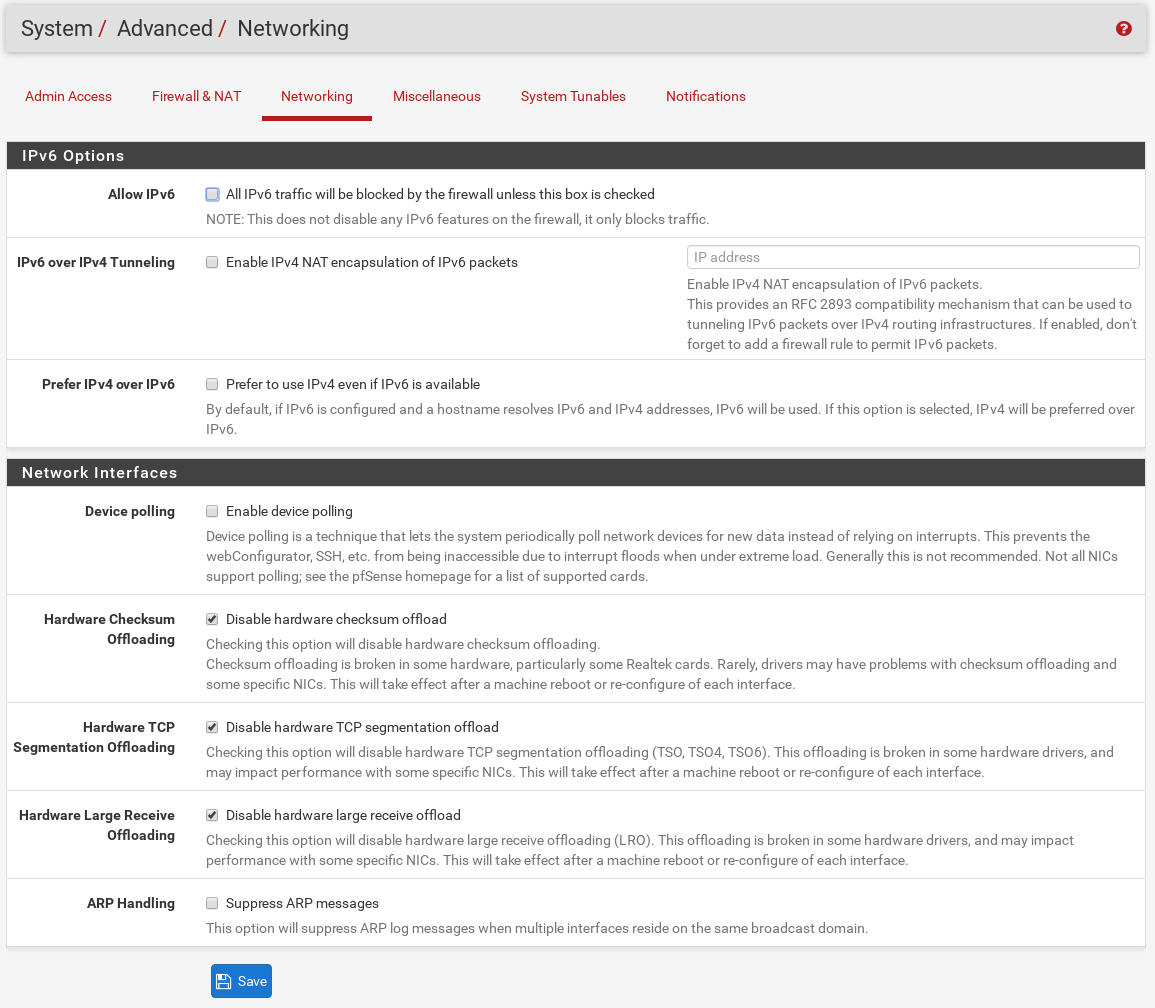 System / Advanced / Networking
Admin Access Firewall & NAT Networking Miscellaneous System Tunables Notifications
IPv6 Options
Allow IPv6
All IPv6 traffic will be blocked by the firewall unless this box is checked
NOTE: This does not disable any IPv6 features on the firewall, it only blocks traffic.
IPv6 over IPv4 Tunneling
Enable IPv4 NAT encapsulation of IPv6 packets
IP address
Enable IPv4 NAT encapsulation of IPv6 packets.
This provides an RFC 2893 compatibility mechanism that can be used to
tunneling IPv6 packets over IPv4 routing infrastructures. If enabled, don't
forget to add a firewall rule to permit IPv6 packets.
Prefer IPv4 over IPv6
Prefer to use IPv4 even if IPv6 is available
By default, if IPv6 is configured and a hostname resolves IPv6 and IPv4 addresses, IPv6 will be used. If this option is selected, IPv4 will be preferred over
IPv6.
Network Interfaces
Device polling
Enable device polling
Device polling is a technique that lets the system periodically poll network devices for new data instead of relying on interrupts. This prevents the
webConfigurator, SSH, etc. from being inaccessible due to interrupt floods when under extreme load. Generally this is not recommended. Not all NICs
support polling; see the pfSense homepage for a list of supported cards.
Hardware Checksum
Offloading
Disable hardware checksum offload
Checking this option will disable hardware checksum offloading.
Checksum offloading is broken in some hardware, particularly some Realtek cards. Rarely, drivers may have problems with checksum offloading and
some specific NICs. This will take effect after a machine reboot or re-configure of each interface.
Hardware TCP
Segmentation Offloading
Disable hardware TCP segmentation offload
Checking this option will disable hardware TCP segmentation offloading (TSO, TSO4, TSO6). This offloading is broken in some hardware drivers, and
may impact performance with some specific NICs. This will take effect after a machine reboot or re-configure of each interface.
Hardware Large Receive
Offloading
Disable hardware large receive offload
Checking this option will disable hardware large receive offloading (LRO). This offloading is broken in some hardware drivers, and may impact
performance with some specific NICs. This will take effect after a machine reboot or re-configure of each interface.
ARP Handling
Suppress ARP messages
This option will suppress ARP log messages when multiple interfaces reside on the same broadcast domain.
Save